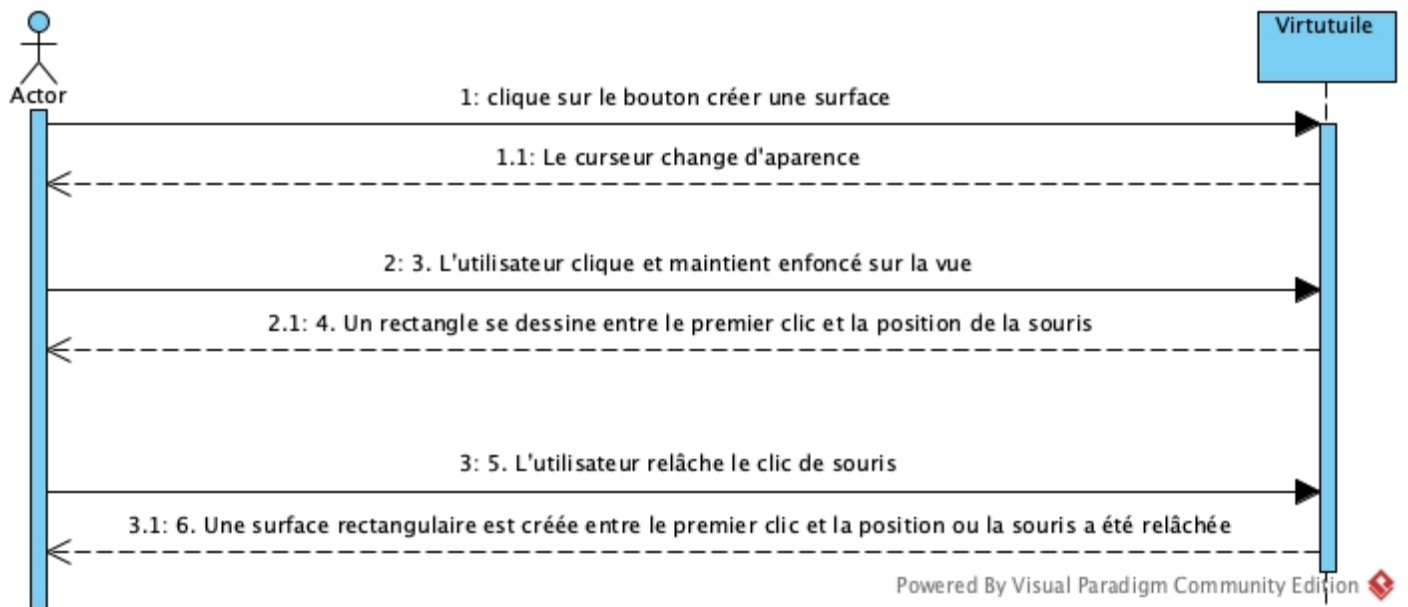 Virtutuile
Actor
1: clique sur le bouton créer une surface
1.1: Le curseur change d'aparence
2: 3. L'utilisateur clique et maintient enfoncé sur la vue
2.1: 4. Un rectangle se dessine entre le premier clic et la position de la souris
3: 5. L'utilisateur relâche le clic de souris
3.1: 6. Une surface rectangulaire est créée entre le premier clic et la position ou la souris a été relâchée
Powered By Visual Paradigm Community Edition